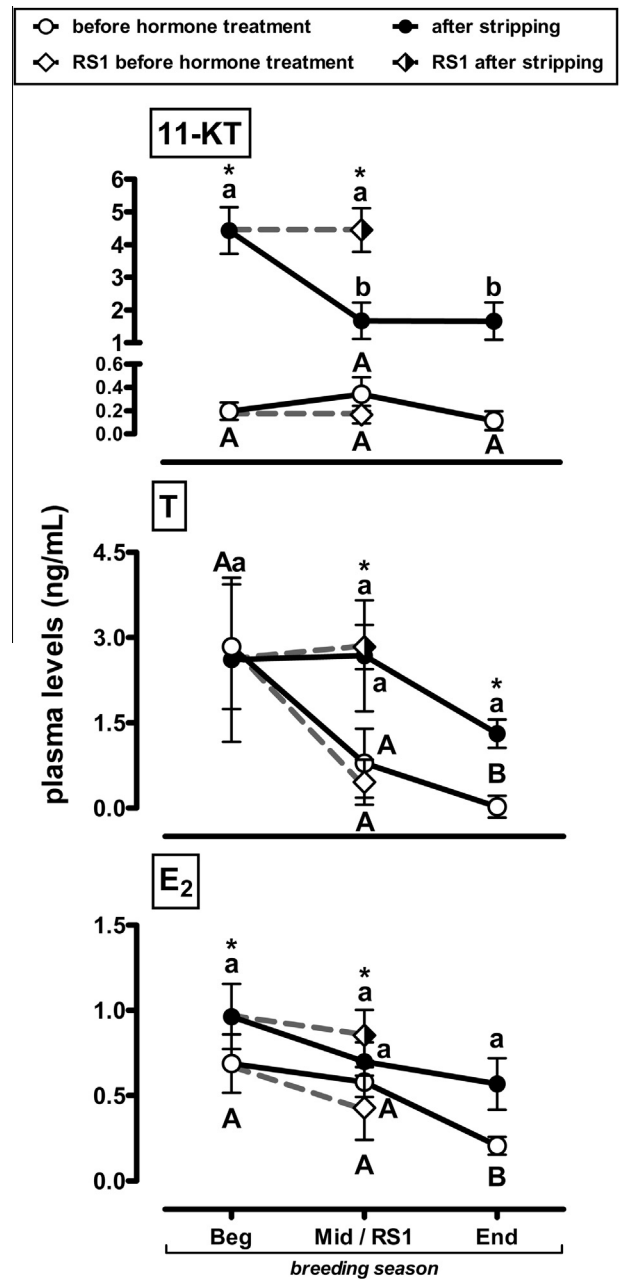 before hormone treatment after stripping
RS1 before hormone treatment RS1 after stripping
11-KT
*
*
a
a
6
5
4
3
2
1
b
b
0.6
0.4
0.2
0.0
A
A
A
A
plasma levels (ng/mL)
T
4.5
3.0
1.5
0.0
Aa
*
a
a
*
a
A
B
A
E2
1.5
1.0
0.5
0.0
*
a
*
a
a
a
A
A
A
B
Beg Mid / RS1 End
breeding season